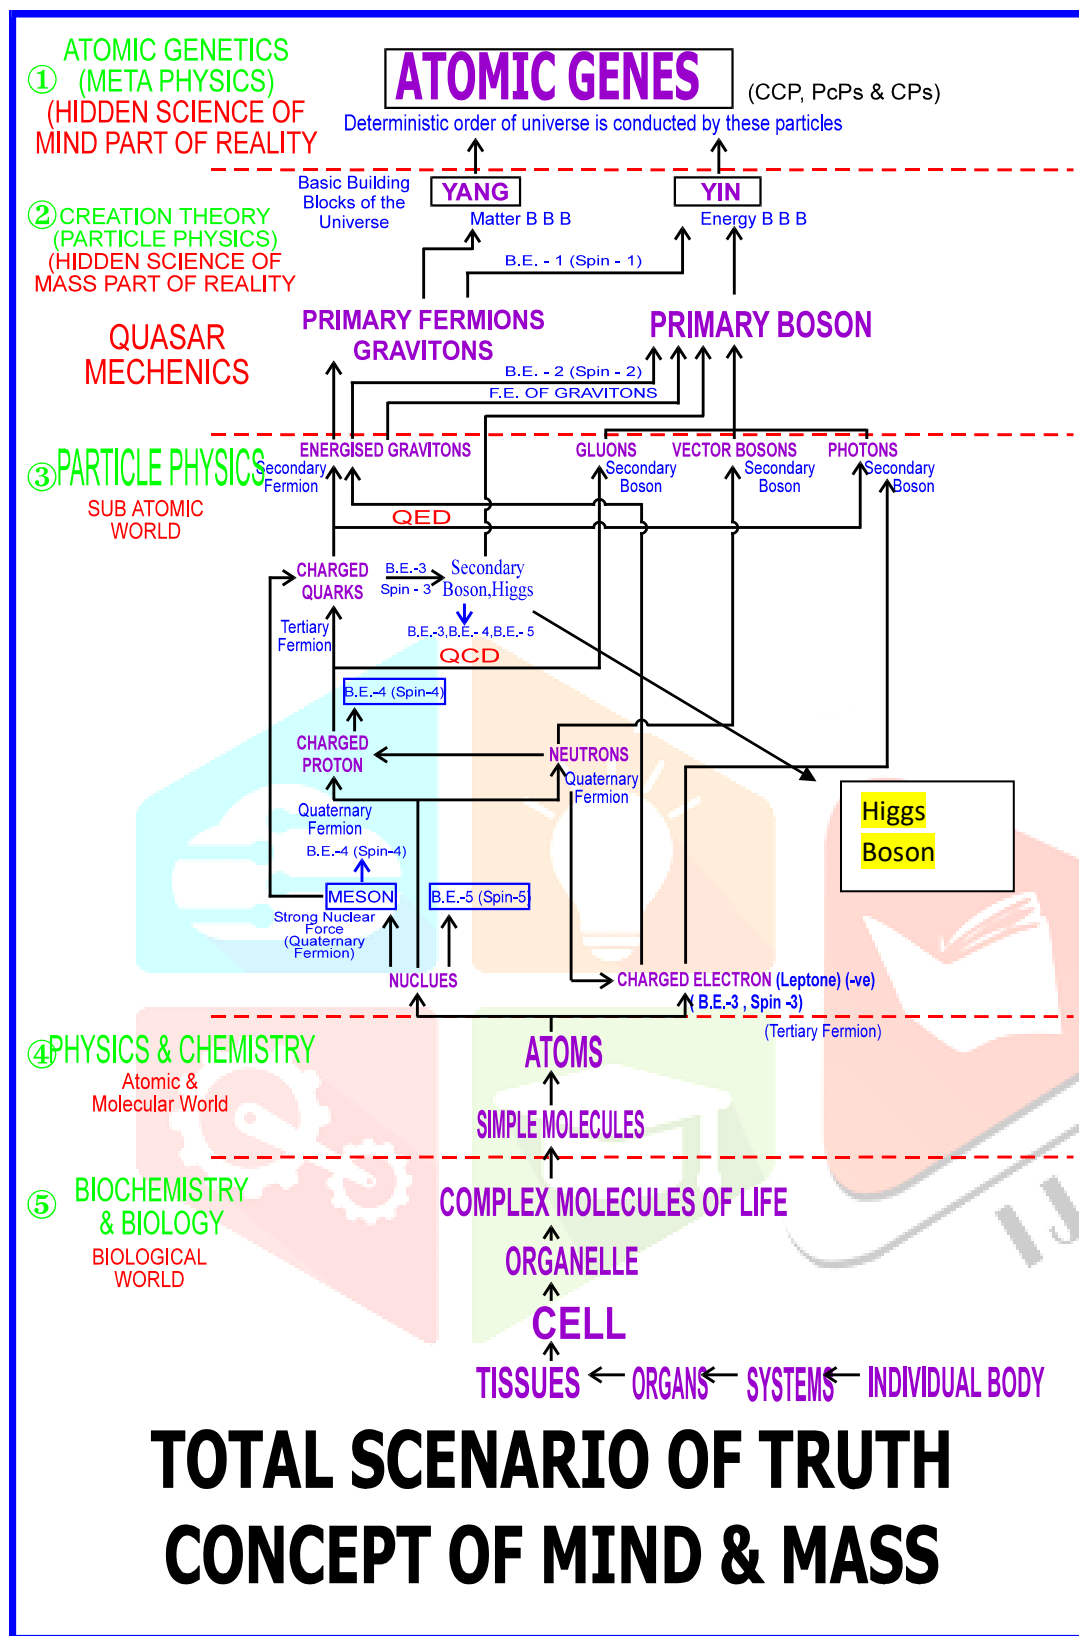 ATOMIC GENETICS
① (META PHYSICS)
(HIDDEN SCIENCE OF
MIND PART OF REALITY
ATOMIC GENES
(CCP, PcPs & CPs)
Deterministic order of universe is conducted by these particles
Basic Building
Blocks of the
Universe
YANG
YIN
Matter B B B
Energy B B B
② CREATION THEORY
(PARTICLE PHYSICS)
(HIDDEN SCIENCE OF
MASS PART OF REALITY
B.E. - 1 (Spin - 1)
QUASAR
MECHENICS
PRIMARY FERMIONS
GRAVITONS
PRIMARY BOSON
B.E. - 2 (Spin - 2)
F.E. OF GRAVITONS
③ PARTICLE PHYSICS
SUB ATOMIC
WORLD
ENERGISED GRAVITONS
Secondary
Fermion
GLUONS
Secondary
Boson
VECTOR BOSONS
Secondary
Boson
PHOTONS
Secondary
Boson
QED
CHARGED
QUARKS
B.E.-3
Spin - 3
Secondary
Boson,Higgs
B.E.-3,B.E.- 4,B.E.- 5
Tertiary
Fermion
QCD
B.E.-4 (Spin-4)
CHARGED
PROTON
NEUTRONS
Quaternary
Fermion
Quaternary
Fermion
Higgs
Boson
B.E.-4 (Spin-4)
MESON
B.E.-5 (Spin-5)
Strong Nuclear
Force
(Quaternary
Fermion)
NUCLUES
CHARGED ELECTRON (Leptone) (-ve)
( B.E.-3 , Spin -3)
(Tertiary Fermion)
④ PHYSICS & CHEMISTRY
Atomic &
Molecular World
ATOMS
SIMPLE MOLECULES
⑤ BIOCHEMISTRY
& BIOLOGY
BIOLOGICAL
WORLD
COMPLEX MOLECULES OF LIFE
ORGANELLE
CELL
TISSUES ORGANS SYSTEMS INDIVIDUAL BODY
IJ
TOTAL SCENARIO OF TRUTH
CONCEPT OF MIND & MASS